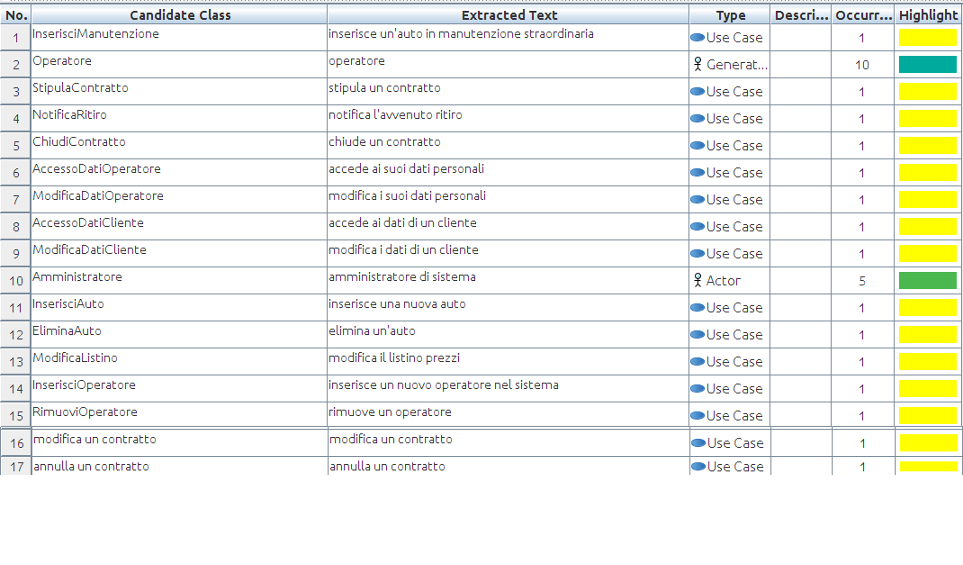 No. Candidate Class Extracted Text Type Descri... Occurr... Highlight
1 InserisciManutenzione inserisce un'auto in manutenzione straordinaria Use Case 1
2 Operatore operatore Generat... 10
3 StipulaContratto stipula un contratto Use Case 1
4 NotificaRitiro notifica l'avvenuto ritiro Use Case 1
5 ChiudiContratto chiude un contratto Use Case 1
6 AccessoDatiOperatore accede ai suoi dati personali Use Case 1
7 ModificaDatiOperatore modifica i suoi dati personali Use Case 1
8 AccessoDatiCliente accede ai dati di un cliente Use Case 1
9 ModificaDatiCliente modifica i dati di un cliente Use Case 1
10 Amministratore amministratore di sistema Actor 5
11 InserisciAuto inserisce una nuova auto Use Case 1
12 EliminaAuto elimina un'auto Use Case 1
13 ModificaListino modifica il listino prezzi Use Case 1
14 InserisciOperatore inserisce un nuovo operatore nel sistema Use Case 1
15 RimuoviOperatore rimuove un operatore Use Case 1
16 modifica un contratto modifica un contratto Use Case 1
17 annulla un contratto annulla un contratto Use Case 1